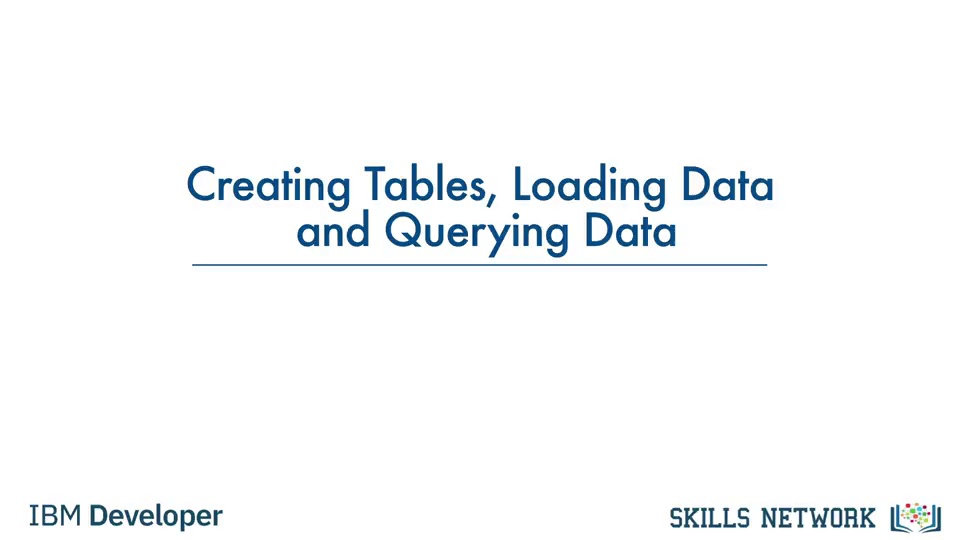 Creating Tables, Loading Data
and Querying Data
IBM Developer
SKILLS NETWORK